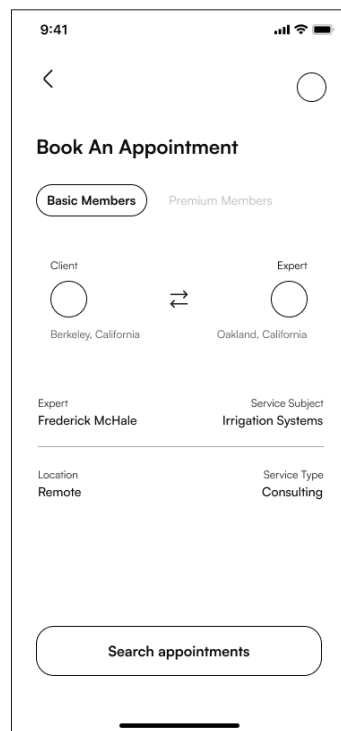 9:41
Book An Appointment
Basic Members Premium Members
Client Expert
Berkeley, California Oakland, California
Expert Service Subject
Frederick McHale Irrigation Systems
Location Service Type
Remote Consulting
Search appointments